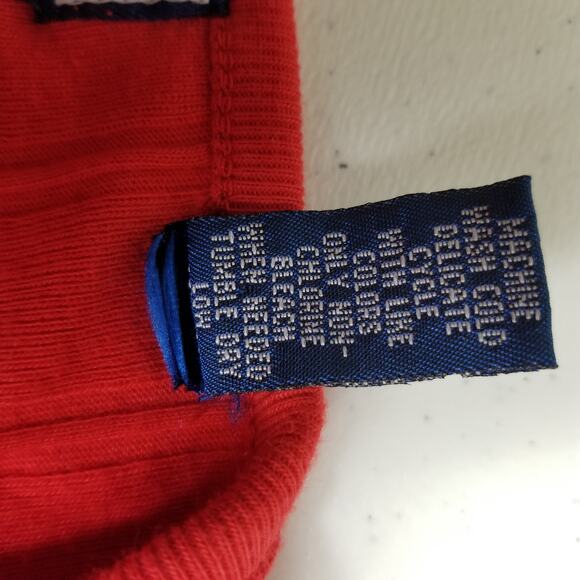 MACHINE
WASH COLD
DELICATE
CYCLE
WITH LIKE
COLORS
ONLY NON-
CHLORINE
BLEACH
WHEN NEEDED
TUMBLE DRY
LOW